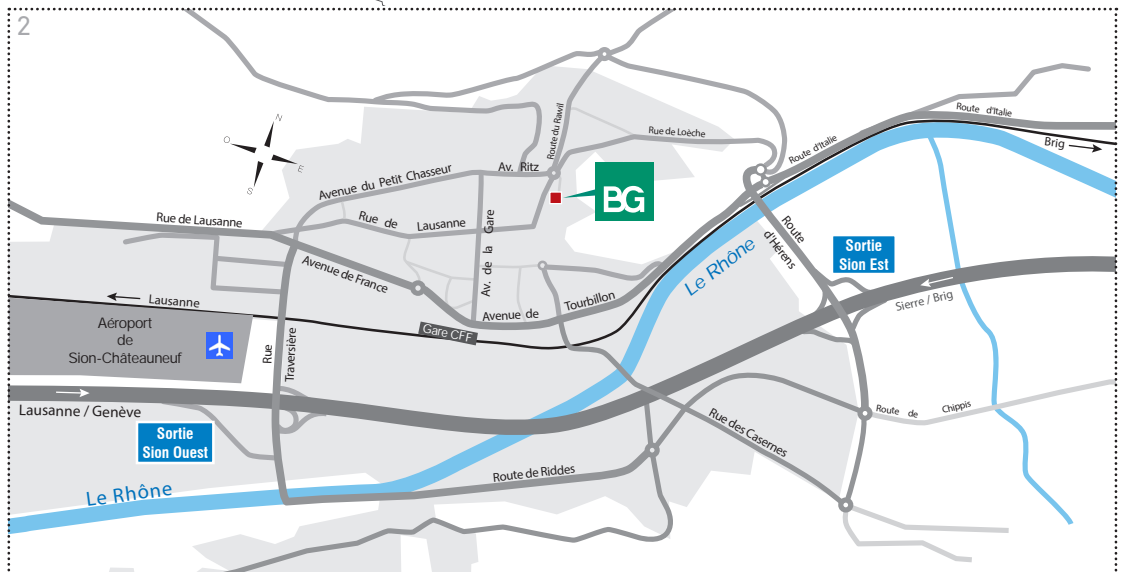 2
N
O
E
S
Route d'Italie
Brig
Route d'Italie
Rue de Loèche
Route du Rawil
Av. Ritz
BG
Avenue du Petit Chasseur
Rue de Lausanne
Rue de Lausanne
Av. de la Gare
Avenue de France
Avenue de Tourbillon
Route
d'Hérens
Le Rhône
Sortie
Sion Est
Sierre / Brig
Lausanne
Gare CFF
Aéroport
de
Sion-Châteauneuf
Rue
Traversière
Lausanne / Genève
Sortie
Sion Ouest
Rue des Casernes
Route de Chippis
Route de Riddes
Le Rhône